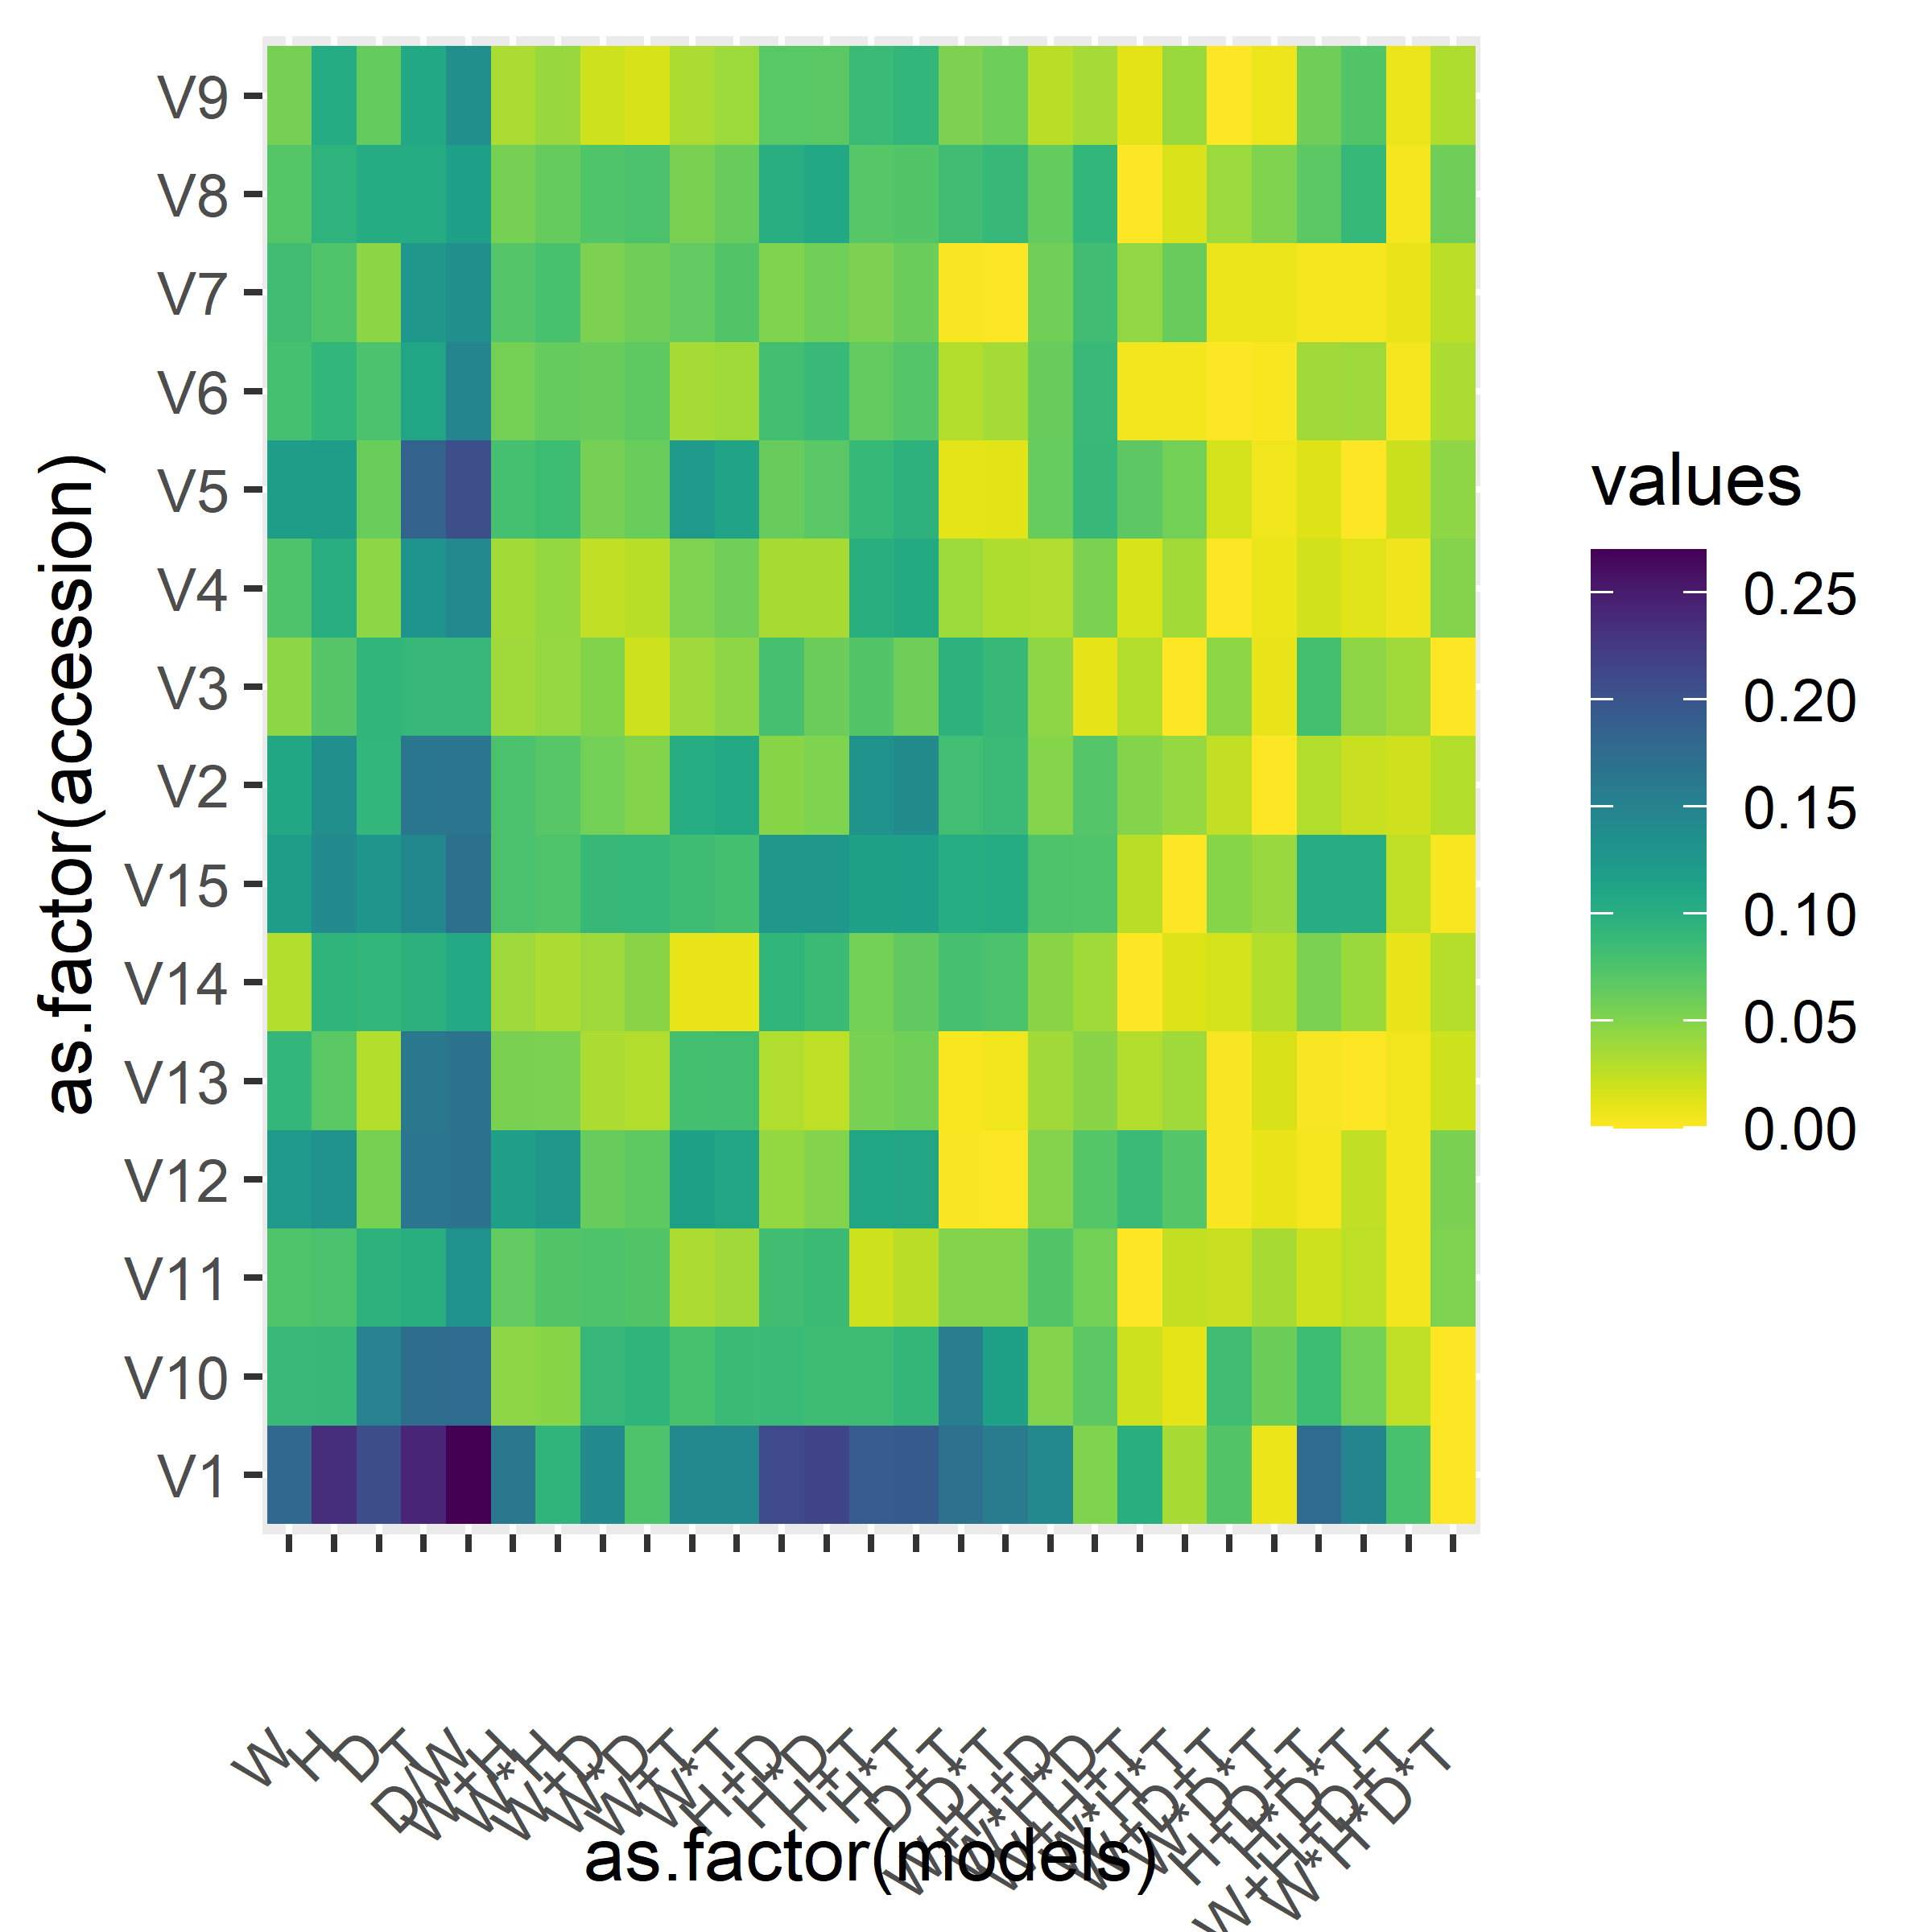 V9
V8
V7
V6
V5
V4
V3
V2
V15
V14
V13
V12
V11
V10
V1
as.factor(accession)
W
H
D
T
D/W
W+H
W*H
W+D
W*D
W+T
W*T
H+D
H*D
H+T
H*T
D+T
D*T
W+H+D
W*H*D
W+H+T
W*H*T
W+D+T
W*D*T
H+D+T
H*D*T
W+H+D+T
W*H*D*T
as.factor(models)
values
0.25
0.20
0.15
0.10
0.05
0.00